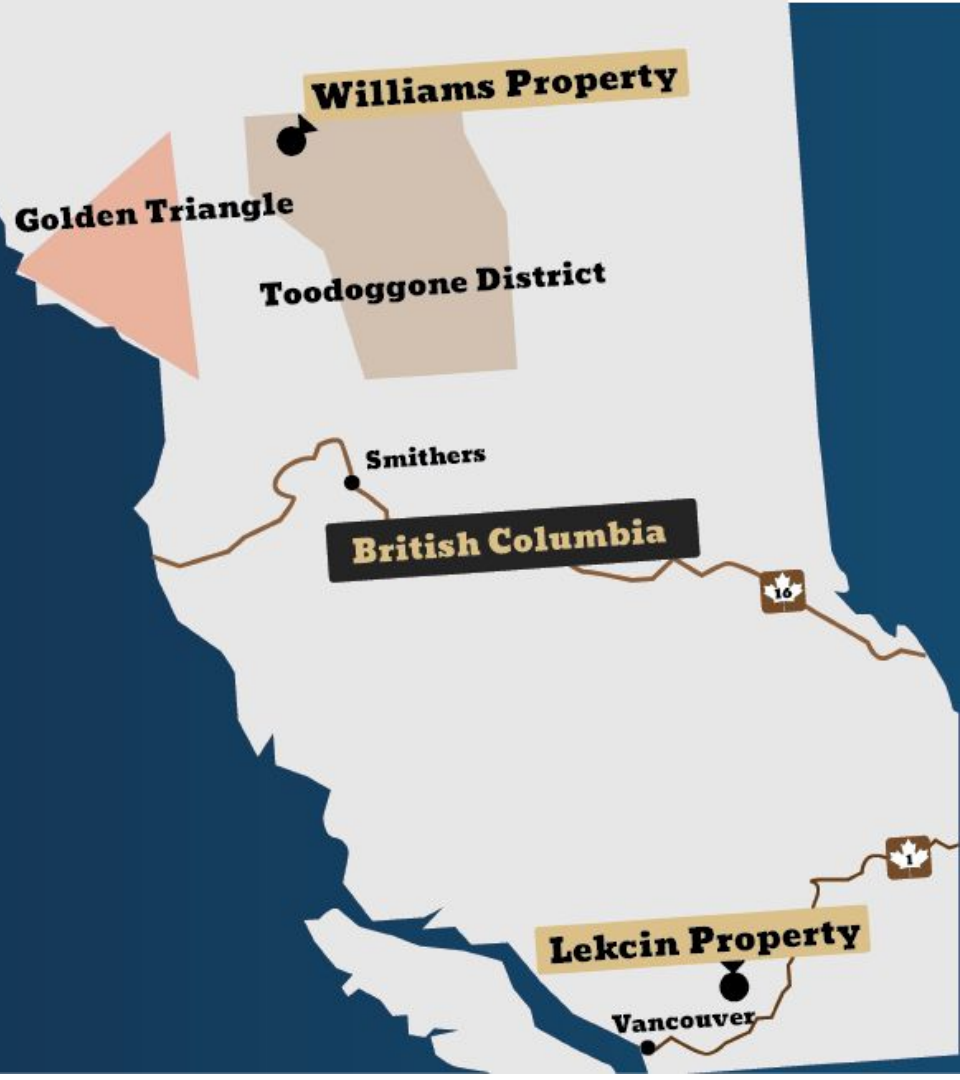 Williams Property
Golden Triangle
Toodoggone District
Smithers
British Columbia
16
1
Lekcin Property
Vancouver